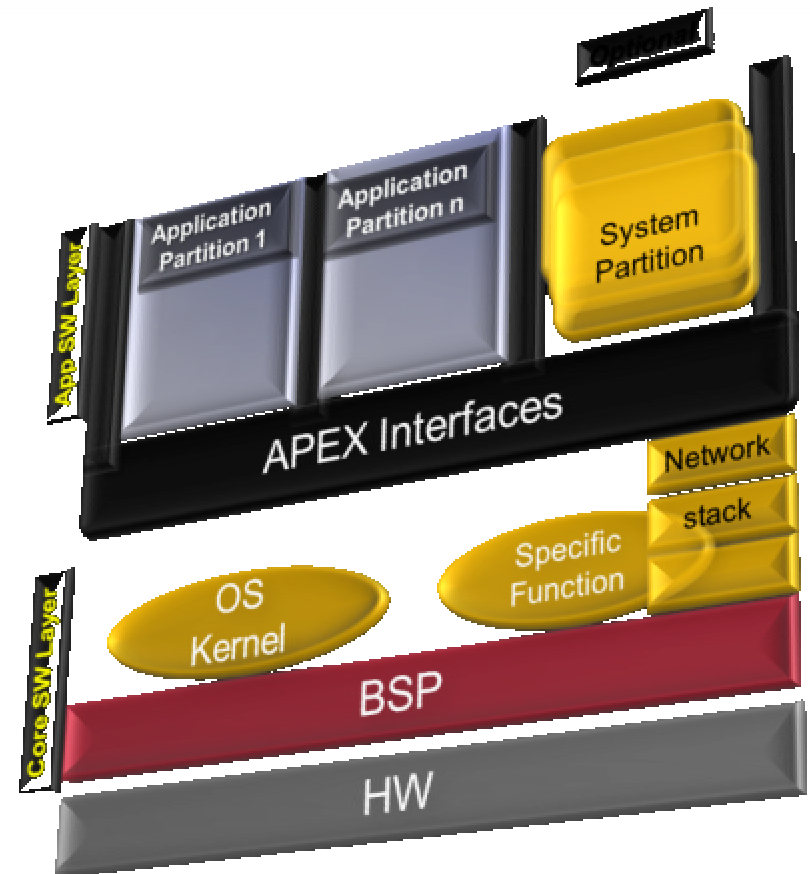 Optional
Application
Partition 1
Application
Partition n
System
Partition
App SW Layer
APEX Interfaces
Network
stack
Specific
Function
OS
Kernel
Core SW Layer
BSP
HW